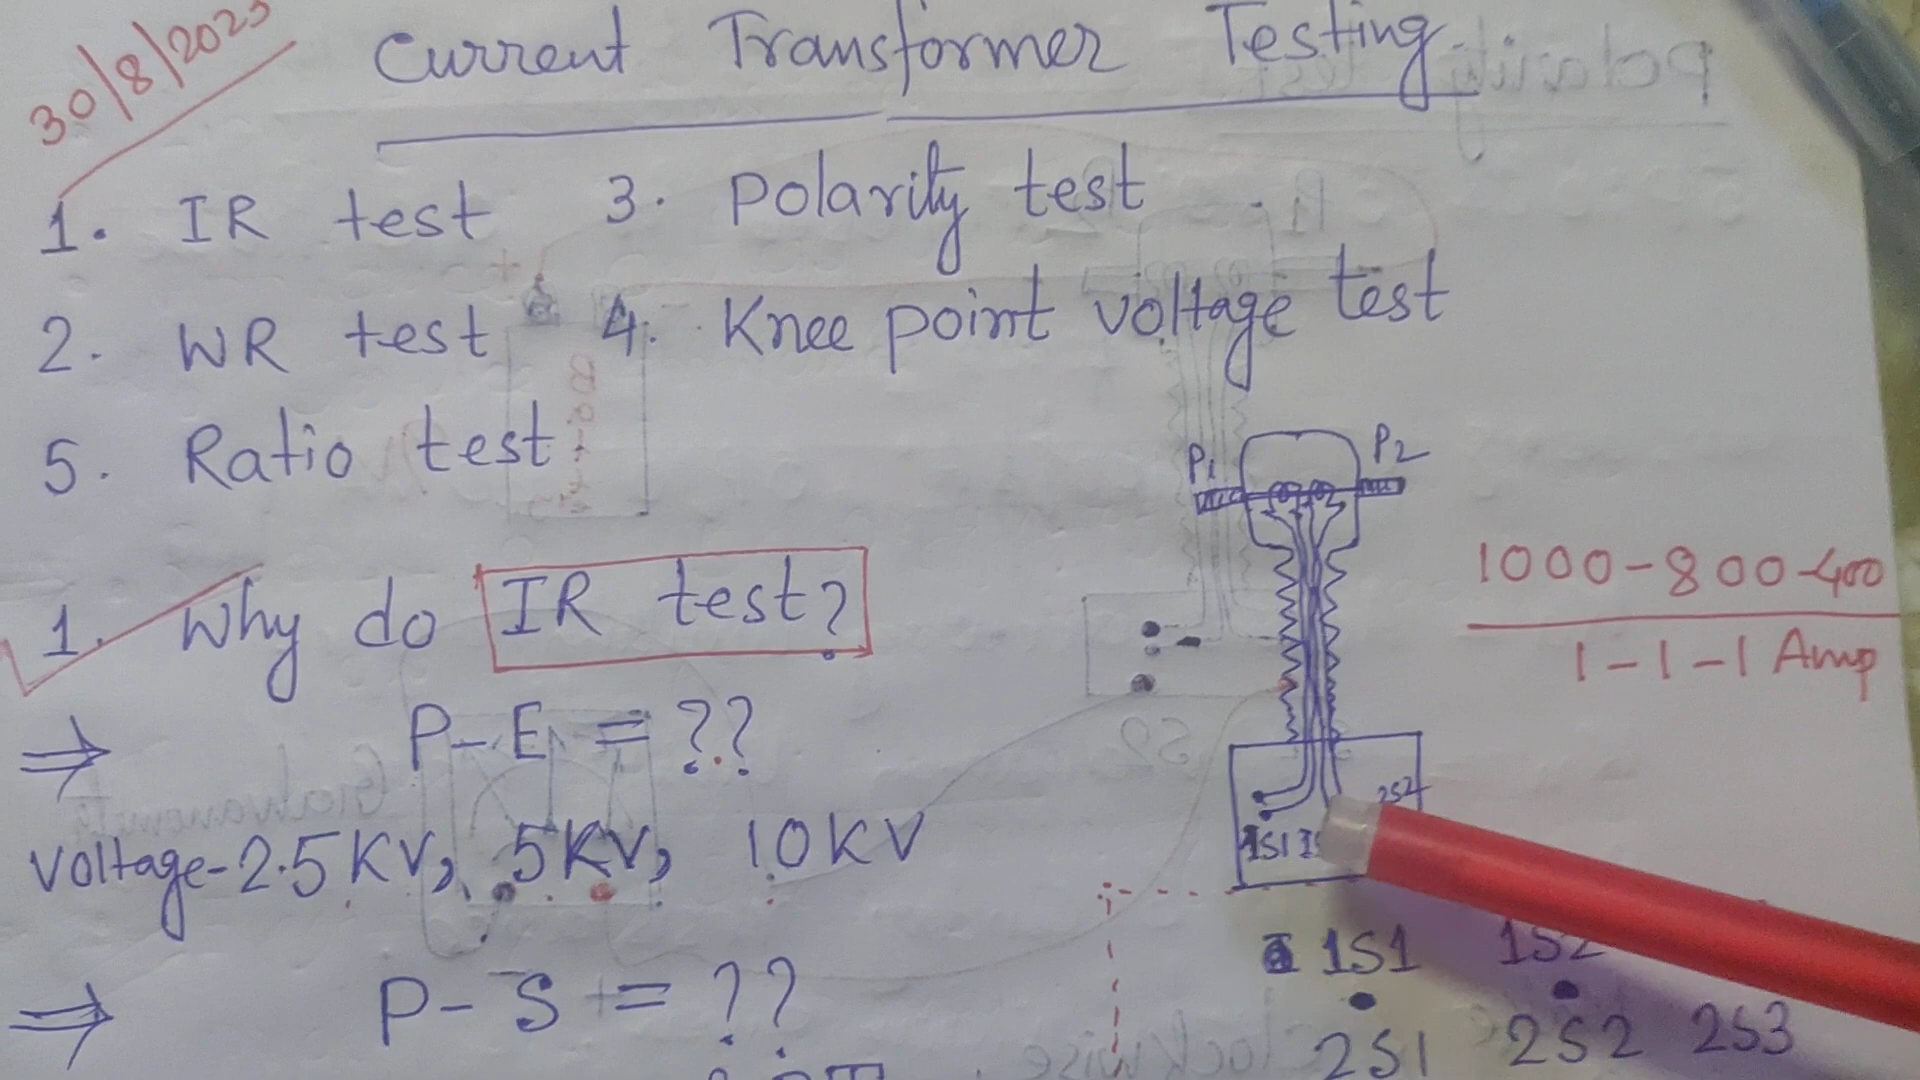 30/8/2023
Current Transformer Testing
1. IR test
3. Polarity test
2. WR test
4. Knee point voltage test
5. Ratio test
P1
P2
1000-800-400
1-1-1 Amp
1. Why do IR test?
P-E = ??
Voltage-2.5KV, 5KV, 10KV
2S2
1S1
P-S = ??
1S1 1S2
2S1 2S2 2S3